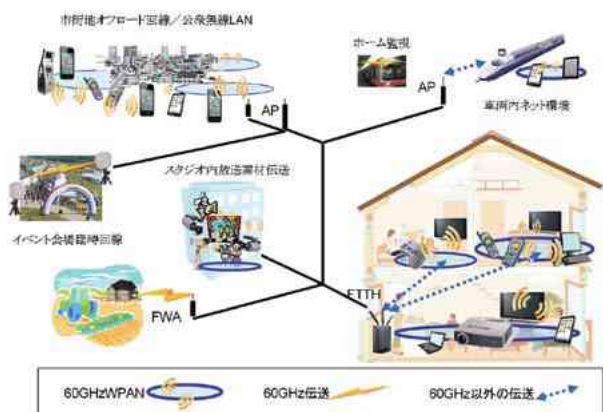 市街地オフロード回線／公衆無線LAN
ホーム監視
AP
AP
車両内ネット環境
スタジオ内放送素材伝送
イベント会場臨時回線
FTTH
FWA
60GHzWPAN
60GHz伝送
60GHz以外の伝送